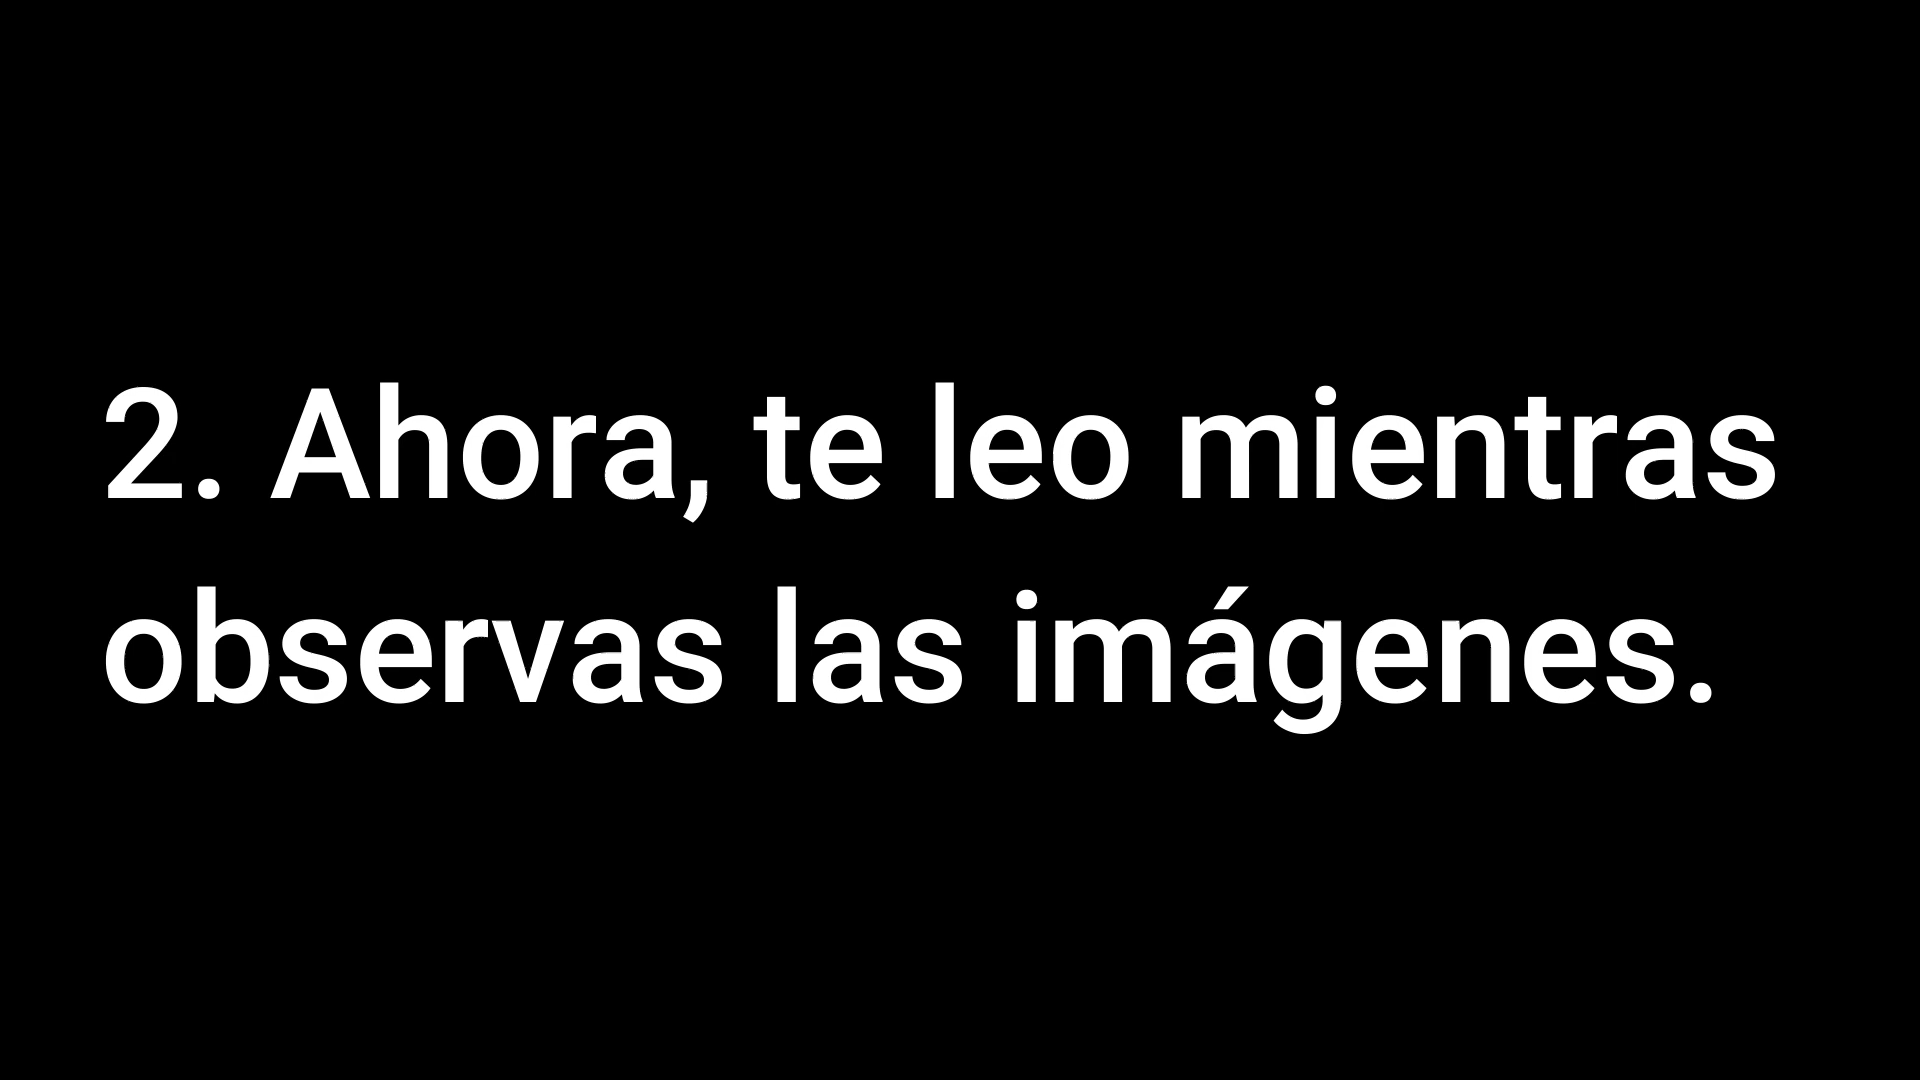 2. Ahora, te leo mientras
observas las imágenes.